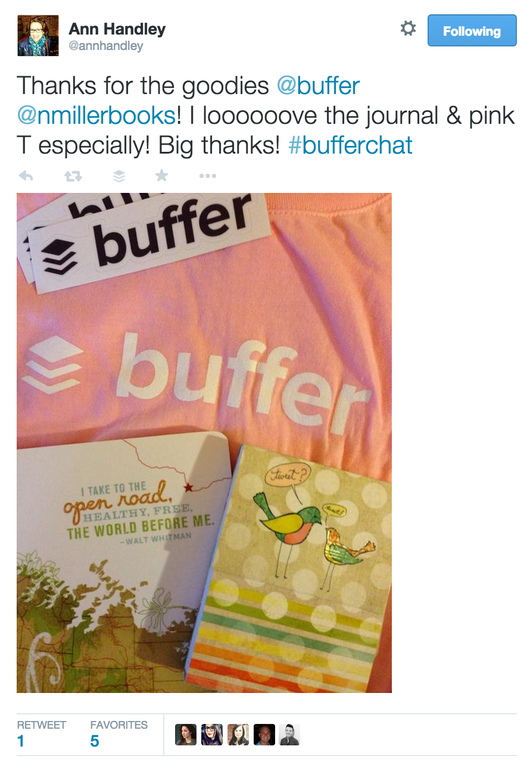 Ann Handley
@annhandley
Following
Thanks for the goodies @buffer
@nmillerbooks! I loooooove the journal & pink
T especially! Big thanks! #bufferchat
buffer
buffer
I TAKE TO THE
open road,
HEALTHY, FREE,
THE WORLD BEFORE ME.
–WALT WHITMAN
tweet?
RETWEET
1
FAVORITES
5